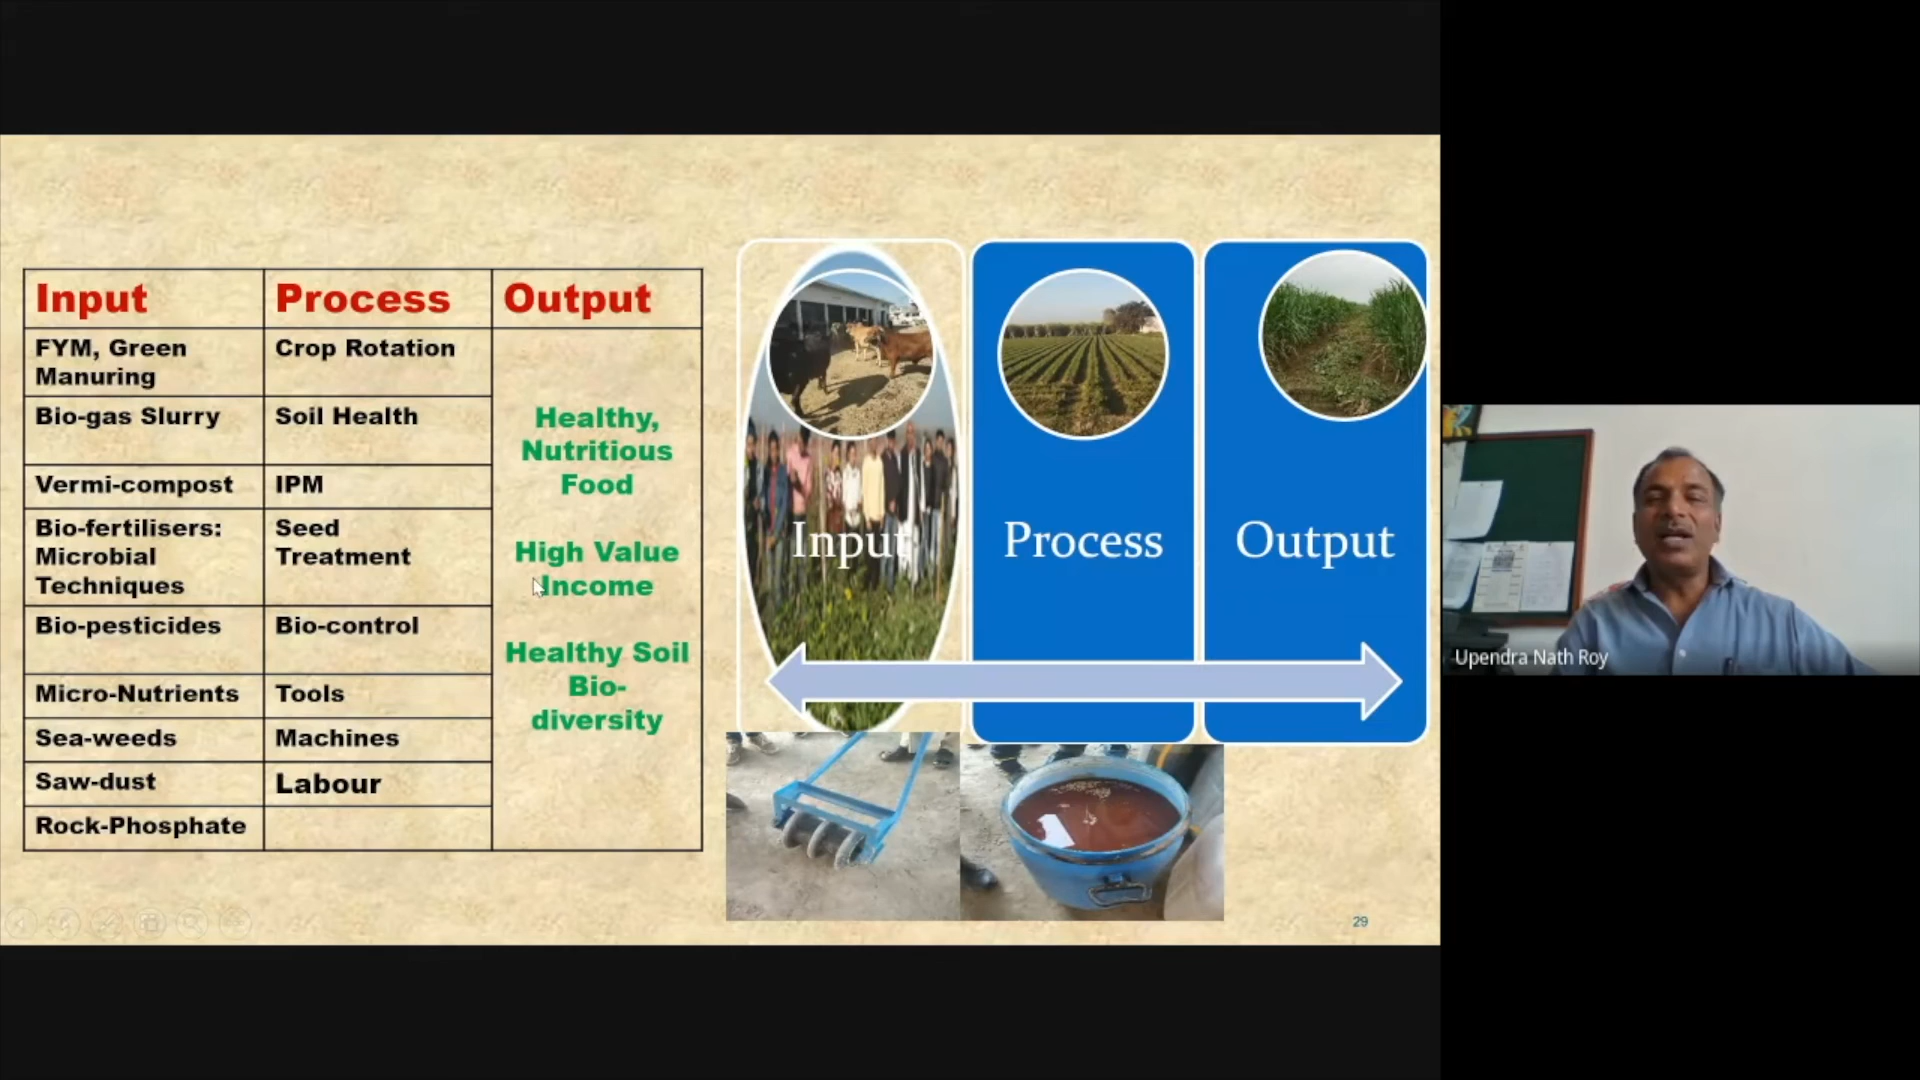 Input
Process
Output
FYM, Green
Manuring
Crop Rotation
Bio-gas Slurry
Soil Health
Vermi-compost
IPM
Bio-fertilisers:
Microbial
Techniques
Seed
Treatment
Bio-pesticides
Bio-control
Micro-Nutrients
Tools
Sea-weeds
Machines
Saw-dust
Labour
Rock-Phosphate
Healthy,
Nutritious
Food
High Value
Income
Healthy Soil
Bio-
diversity
Input
Process
Output
29
Upendra Nath Roy